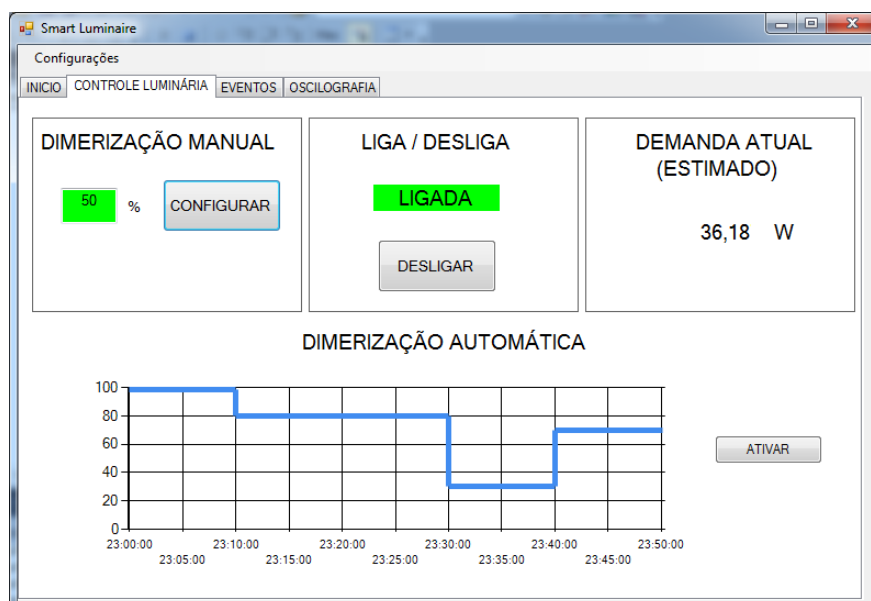 Smart Luminaire
Configurações
INICIO CONTROLE LUMINÁRIA EVENTOS OSCILOGRAFIA
DIMERIZAÇÃO MANUAL
50 % CONFIGURAR
LIGA / DESLIGA
LIGADA
DESLIGAR
DEMANDA ATUAL
(ESTIMADO)
36,18 W
DIMERIZAÇÃO AUTOMÁTICA
100
80
60
40
20
0
23:00:00 23:10:00 23:20:00 23:30:00 23:40:00 23:50:00
23:05:00 23:15:00 23:25:00 23:35:00 23:45:00
ATIVAR